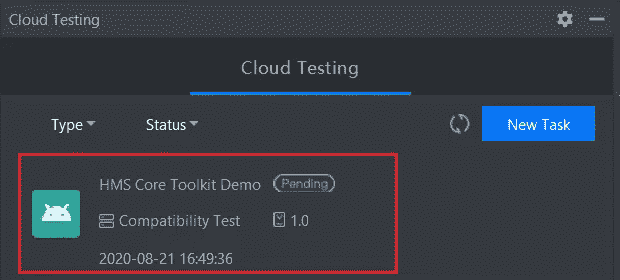 Cloud Testing
Cloud Testing
Type Status New Task
HMS Core Toolkit Demo Pending
Compatibility Test 1.0
2020-08-21 16:49:36